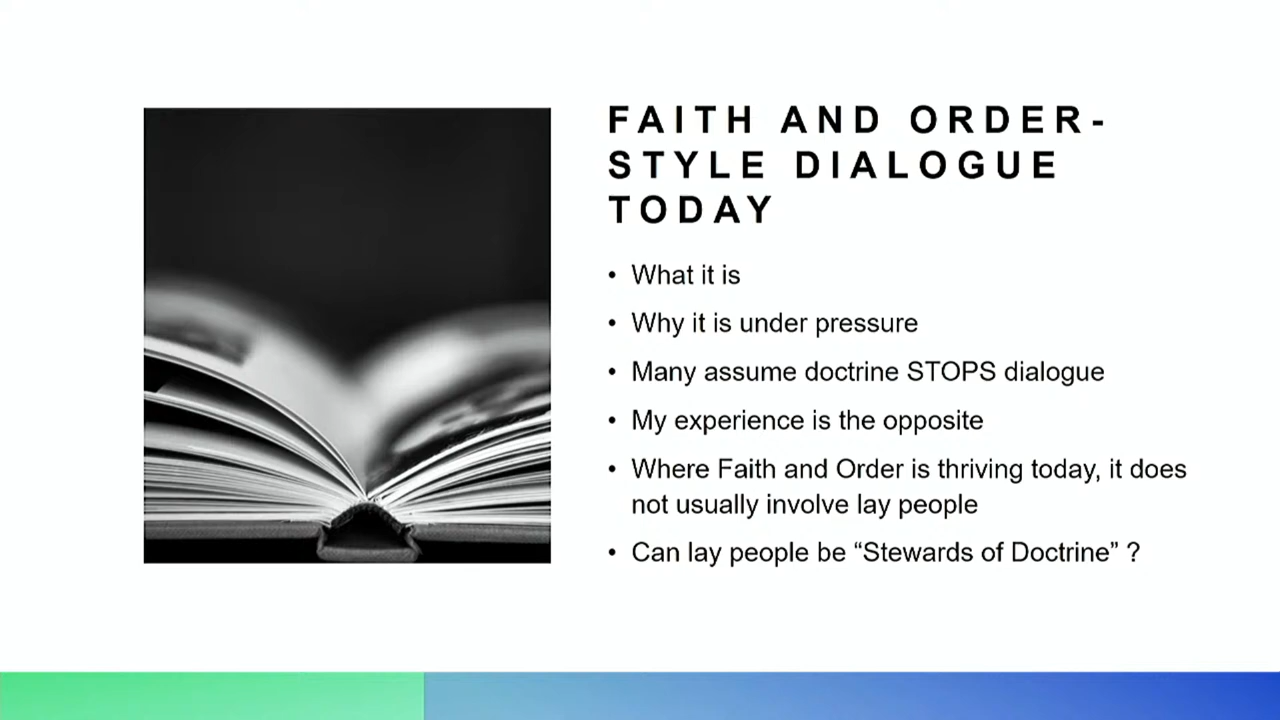 FAITH AND ORDER-
STYLE DIALOGUE
TODAY
• What it is
• Why it is under pressure
• Many assume doctrine STOPS dialogue
• My experience is the opposite
• Where Faith and Order is thriving today, it does
not usually involve lay people
• Can lay people be “Stewards of Doctrine” ?